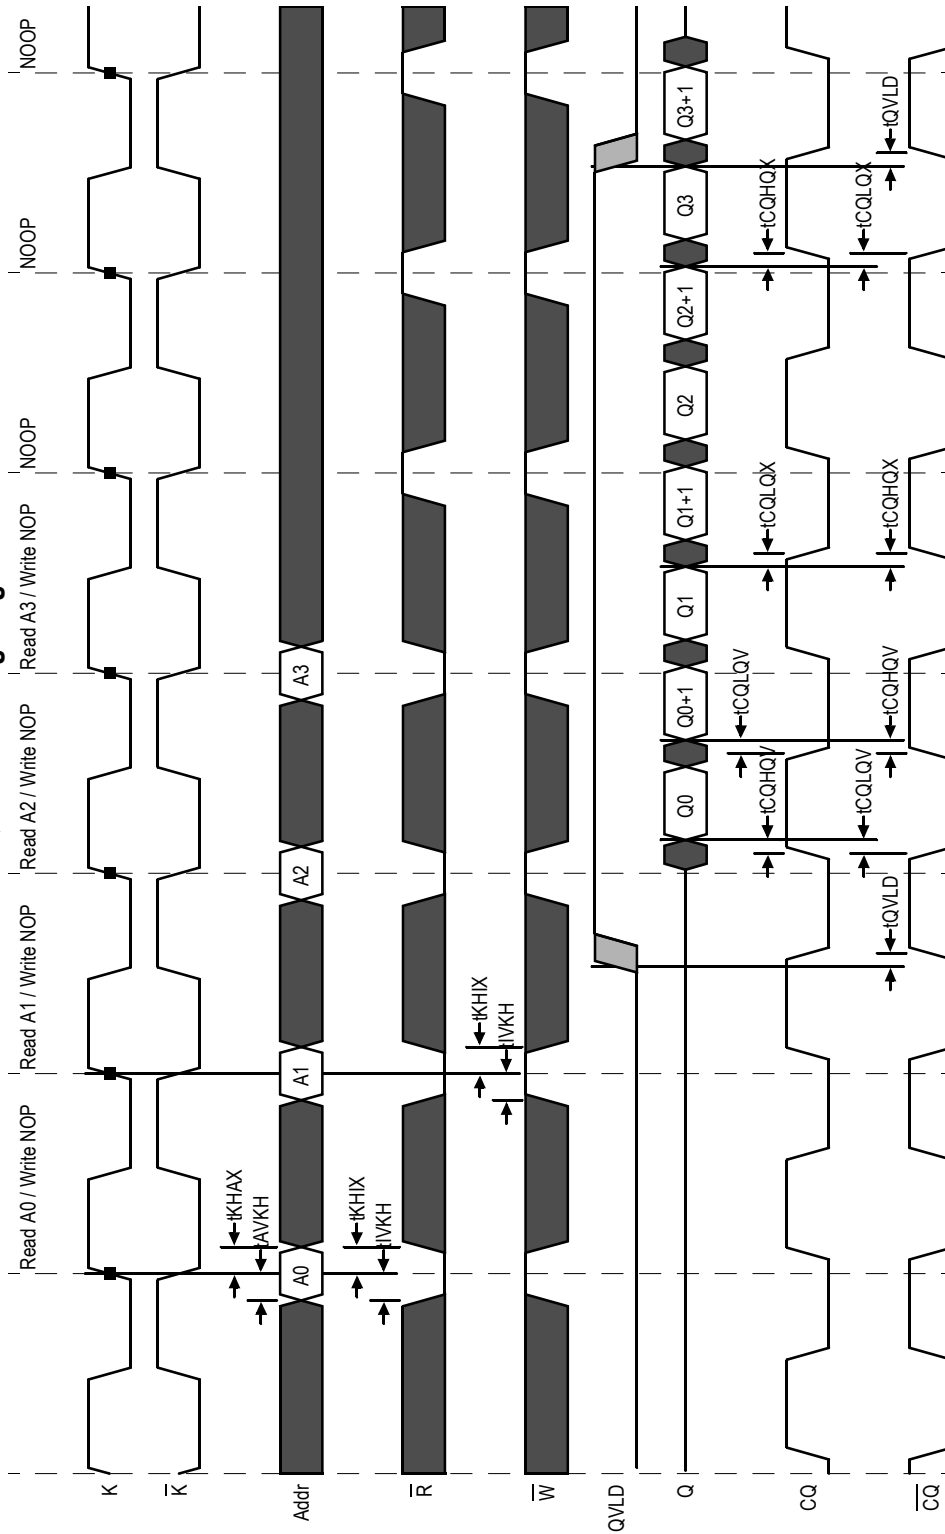 Read A0 / Write NOP
Read A1 / Write NOP
Read A2 / Write NOP
Read A3 / Write NOP
NOOP
NOOP
NOOP
K
K̅
tKHAX
tAVKH
Addr
A0
A1
A2
A3
tKHIX
tIVKH
R̅
tKHIX
tIVKH
W̅
QVLD
Q
Q0
Q0+1
Q1
Q1+1
Q2
Q2+1
Q3
Q3+1
tCQLQV
tCQHQV
tCQLQX
tCQHQX
CQ
tCQLQV
tCQLQX
tQVLD
tCQHQV
tCQHQX
tQVLD
C̅Q̅